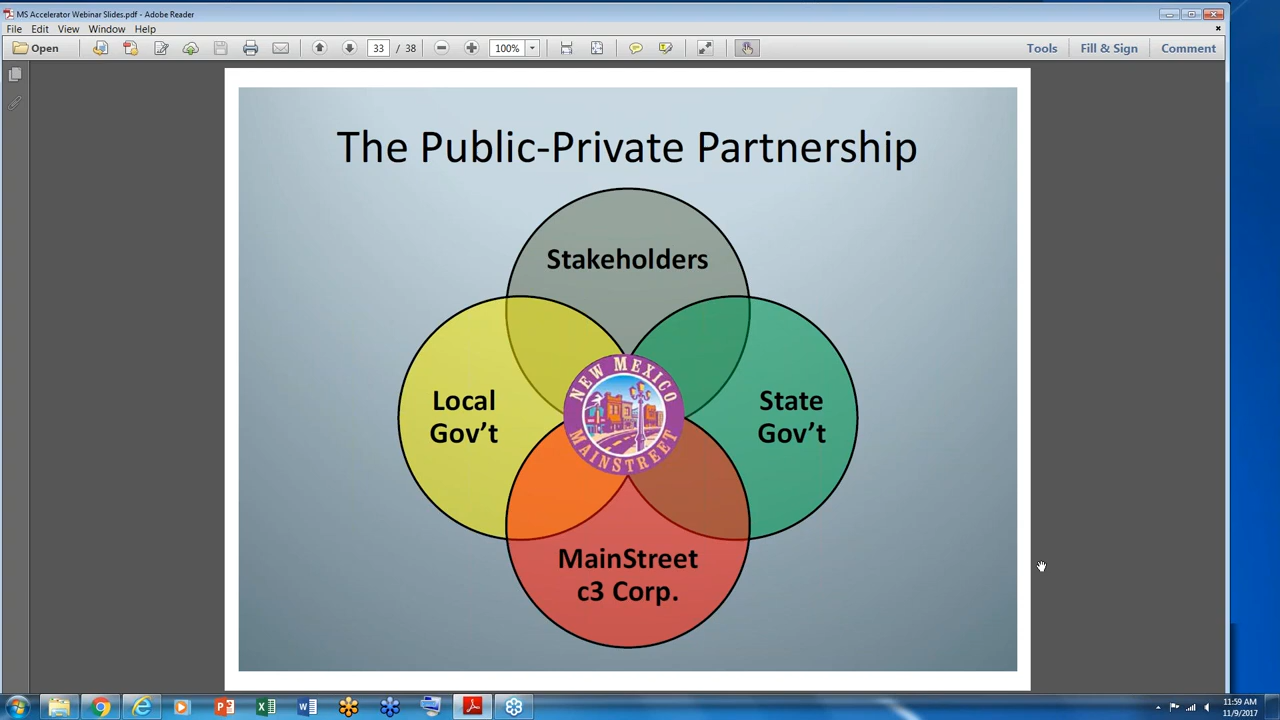 MS Accelerator Webinar Slides.pdf - Adobe Reader
File Edit View Window Help
Open 33 / 38 100% Tools Fill & Sign Comment
The Public-Private Partnership
Stakeholders
Local
Gov't
State
Gov't
NEW MEXICO
MAINSTREET
MainStreet
c3 Corp.
11:59 AM
11/9/2017